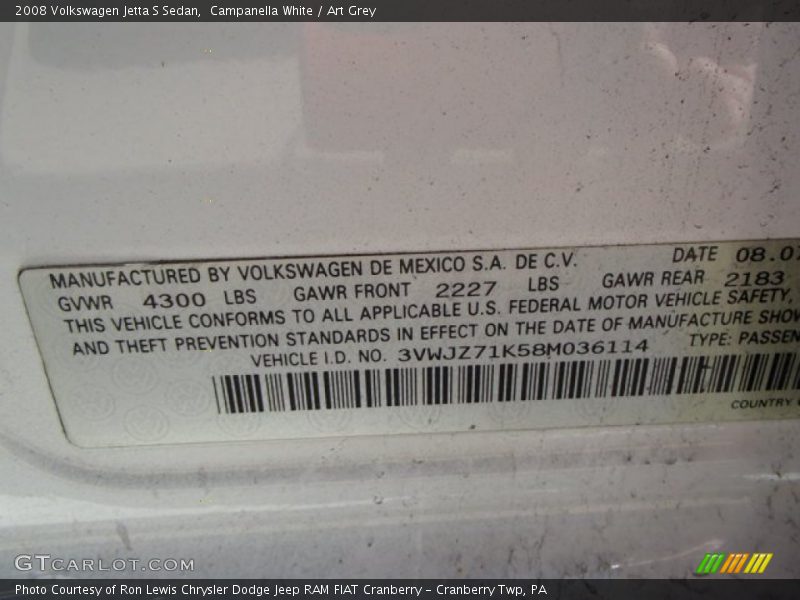 2008 Volkswagen Jetta S Sedan,  Campanella White / Art Grey
MANUFACTURED BY VOLKSWAGEN DE MEXICO S.A. DE C.V. DATE 08.07
GVWR 4300 LBS GAWR FRONT 2227 LBS GAWR REAR 2183
THIS VEHICLE CONFORMS TO ALL APPLICABLE U.S. FEDERAL MOTOR VEHICLE SAFETY,
AND THEFT PREVENTION STANDARDS IN EFFECT ON THE DATE OF MANUFACTURE SHOW
VEHICLE I.D. NO. 3VWJZ71K58M036114 TYPE: PASSEN
COUNTRY
GTCARLOT.COM
Photo Courtesy of Ron Lewis Chrysler Dodge Jeep RAM FIAT Cranberry – Cranberry Twp, PA